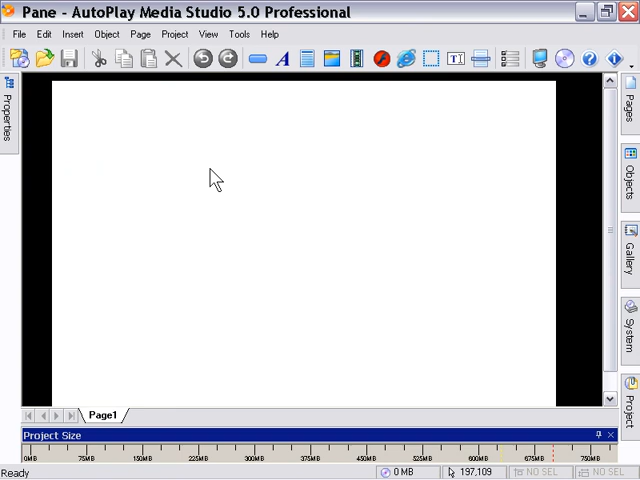 Pane - AutoPlay Media Studio 5.0 Professional
File Edit Insert Object Page Project View Tools Help
Properties
Pages
Objects
Gallery
System
Project
Page1
Project Size
0MB 75MB 150MB 225MB 300MB 375MB 450MB 525MB 600MB 675MB 750MB
Ready 0 MB 197,109 NO SEL NO SEL